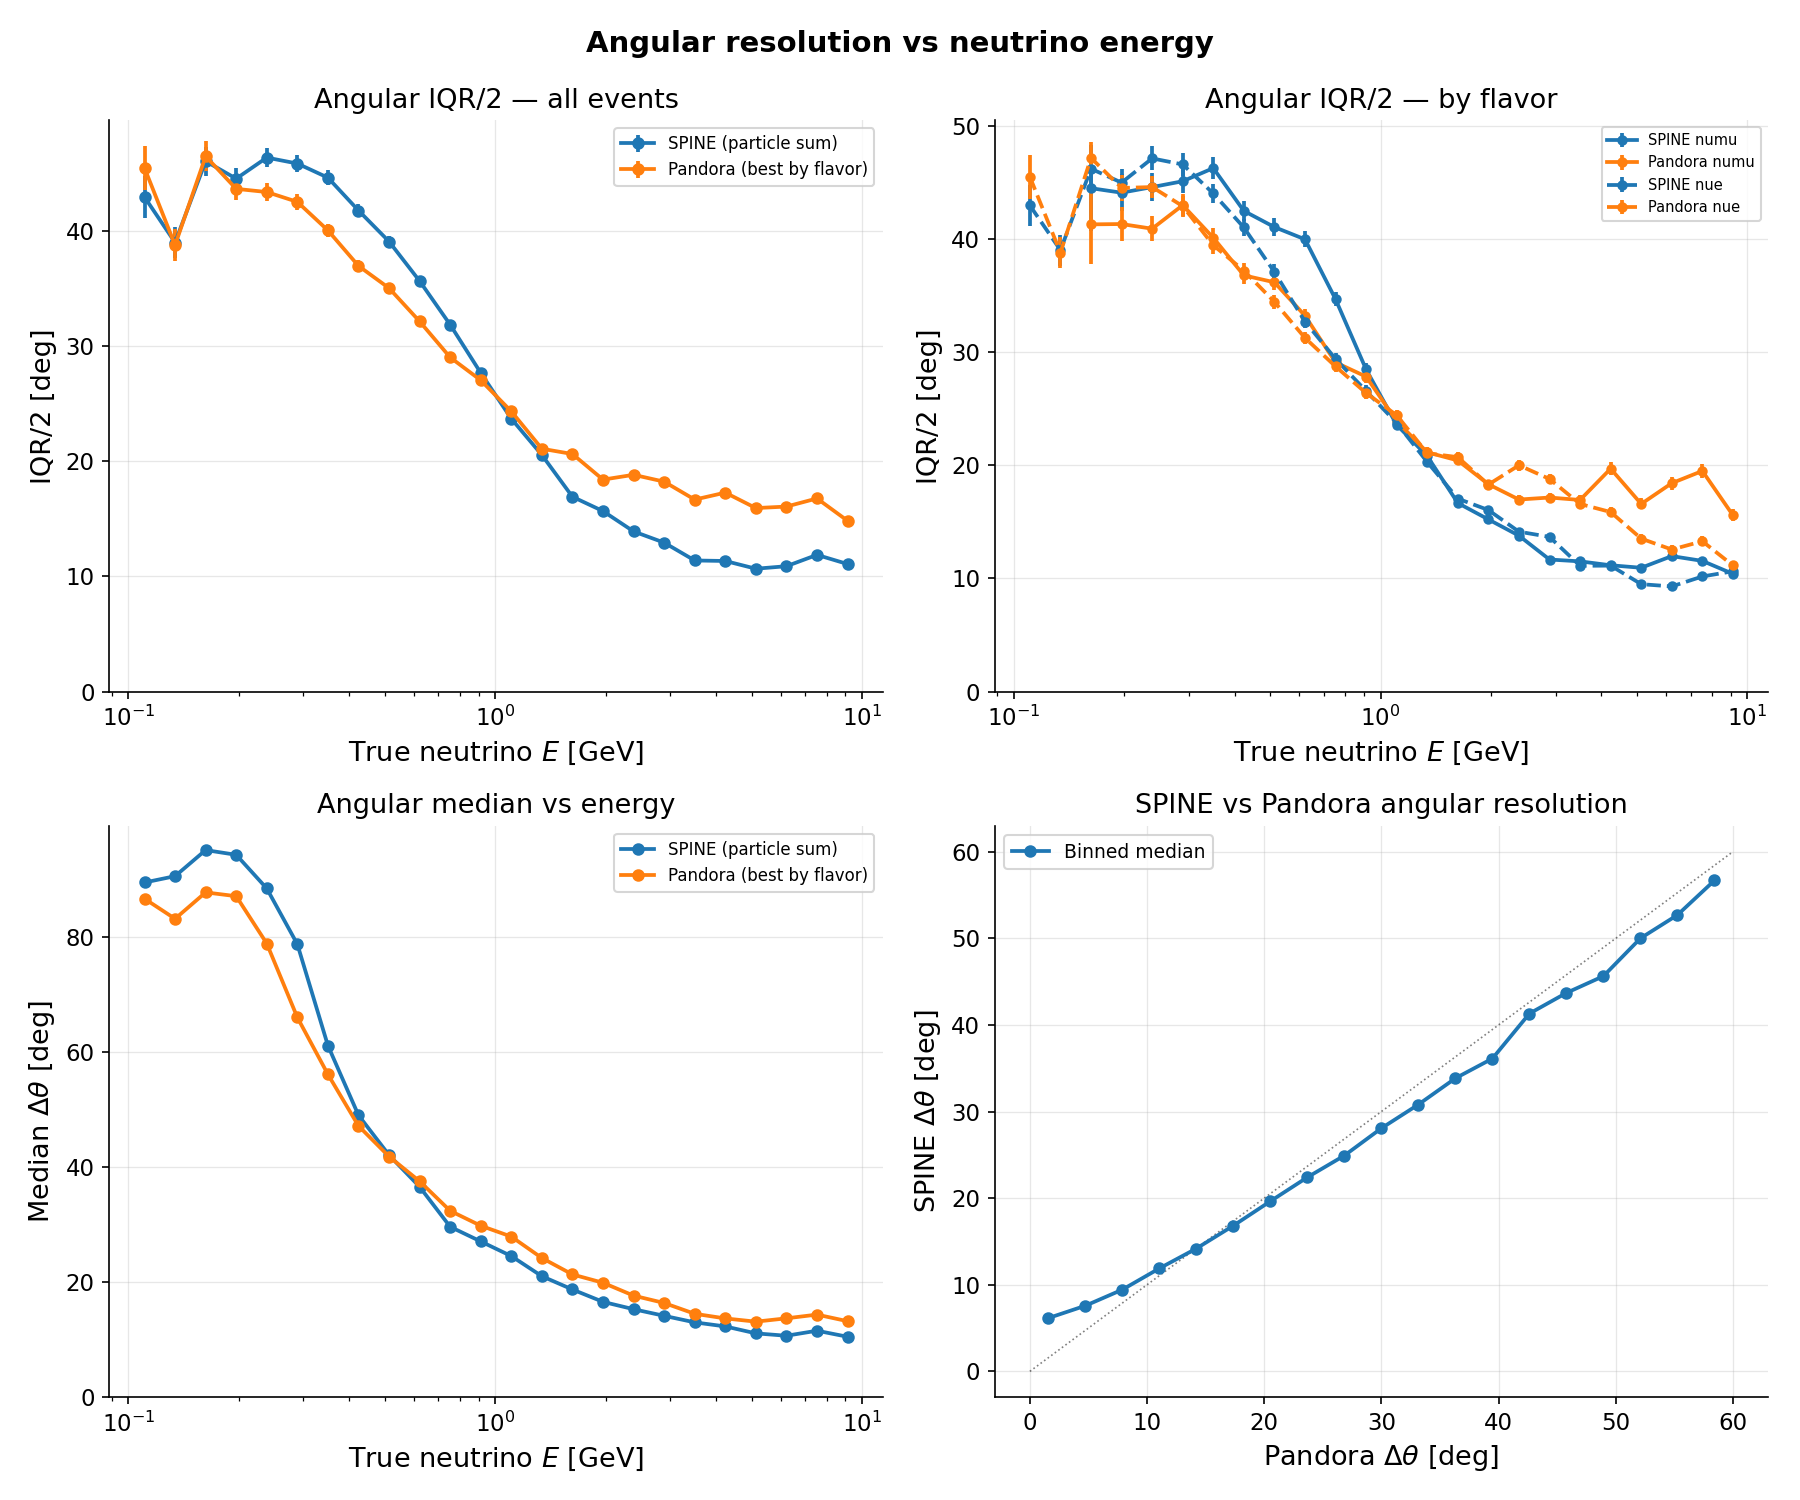 Angular resolution vs neutrino energy
Angular IQR/2 — all events
SPINE (particle sum)
Pandora (best by flavor)
IQR/2 [deg]
40
30
20
10
0
10⁻¹
10⁰
10¹
True neutrino E [GeV]
Angular IQR/2 — by flavor
SPINE numu
Pandora numu
SPINE nue
Pandora nue
IQR/2 [deg]
50
40
30
20
10
0
10⁻¹
10⁰
10¹
True neutrino E [GeV]
Angular median vs energy
SPINE (particle sum)
Pandora (best by flavor)
Median Δθ [deg]
80
60
40
20
0
10⁻¹
10⁰
10¹
True neutrino E [GeV]
SPINE vs Pandora angular resolution
Binned median
SPINE Δθ [deg]
60
50
40
30
20
10
0
0
10
20
30
40
50
60
Pandora Δθ [deg]